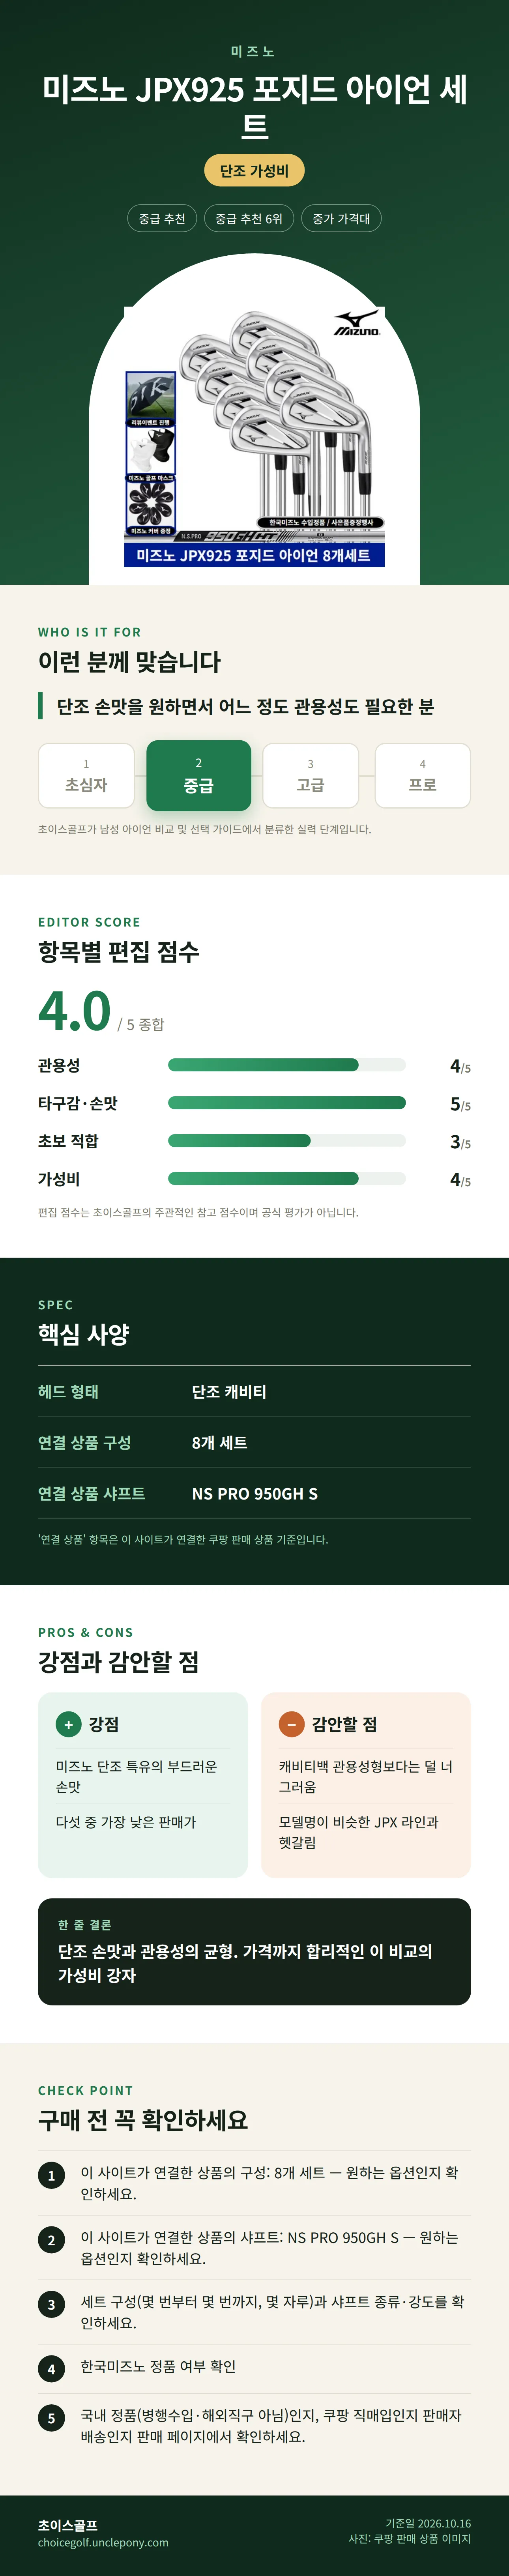 미즈노
미즈노 JPX925 포지드 아이언 세
트
단조 가성비
중급 추천
중급 추천 6위
중가 가격대
MIZUNO
리뷰이벤트 진행
미즈노 골프 마스크
미즈노 커버 증정
한국미즈노 수입정품 / 사은품증정행사
N.S.PRO 950GH
미즈노 JPX925 포지드 아이언 8개세트
WHO IS IT FOR
이런 분께 맞습니다
단조 손맛을 원하면서 어느 정도 관용성도 필요한 분
1
초심자
2
중급
3
고급
4
프로
초이스골프가 남성 아이언 비교 및 선택 가이드에서 분류한 실력 단계입니다.
EDITOR SCORE
항목별 편집 점수
4.0 / 5 종합
관용성 4/5
타구감·손맛 5/5
초보 적합 3/5
가성비 4/5
편집 점수는 초이스골프의 주관적인 참고 점수이며 공식 평가가 아닙니다.
SPEC
핵심 사양
헤드 형태 단조 캐비티
연결 상품 구성 8개 세트
연결 상품 샤프트 NS PRO 950GH S
'연결 상품' 항목은 이 사이트가 연결한 쿠팡 판매 상품 기준입니다.
PROS & CONS
강점과 감안할 점
+ 강점
미즈노 단조 특유의 부드러운
손맛
다섯 중 가장 낮은 판매가
− 감안할 점
캐비티백 관용성형보다는 덜 너
그러움
모델명이 비슷한 JPX 라인과
헷갈림
한 줄 결론
단조 손맛과 관용성의 균형. 가격까지 합리적인 이 비교의
가성비 강자
CHECK POINT
구매 전 꼭 확인하세요
1 이 사이트가 연결한 상품의 구성: 8개 세트 — 원하는 옵션인지 확
인하세요.
2 이 사이트가 연결한 상품의 샤프트: NS PRO 950GH S — 원하는
옵션인지 확인하세요.
3 세트 구성(몇 번부터 몇 번까지, 몇 자루)과 샤프트 종류·강도를 확
인하세요.
4 한국미즈노 정품 여부 확인
5 국내 정품(병행수입·해외직구 아님)인지, 쿠팡 직매입인지 판매자
배송인지 판매 페이지에서 확인하세요.
초이스골프
choicegolf.unclepony.com
기준일 2026.10.16
사진: 쿠팡 판매 상품 이미지